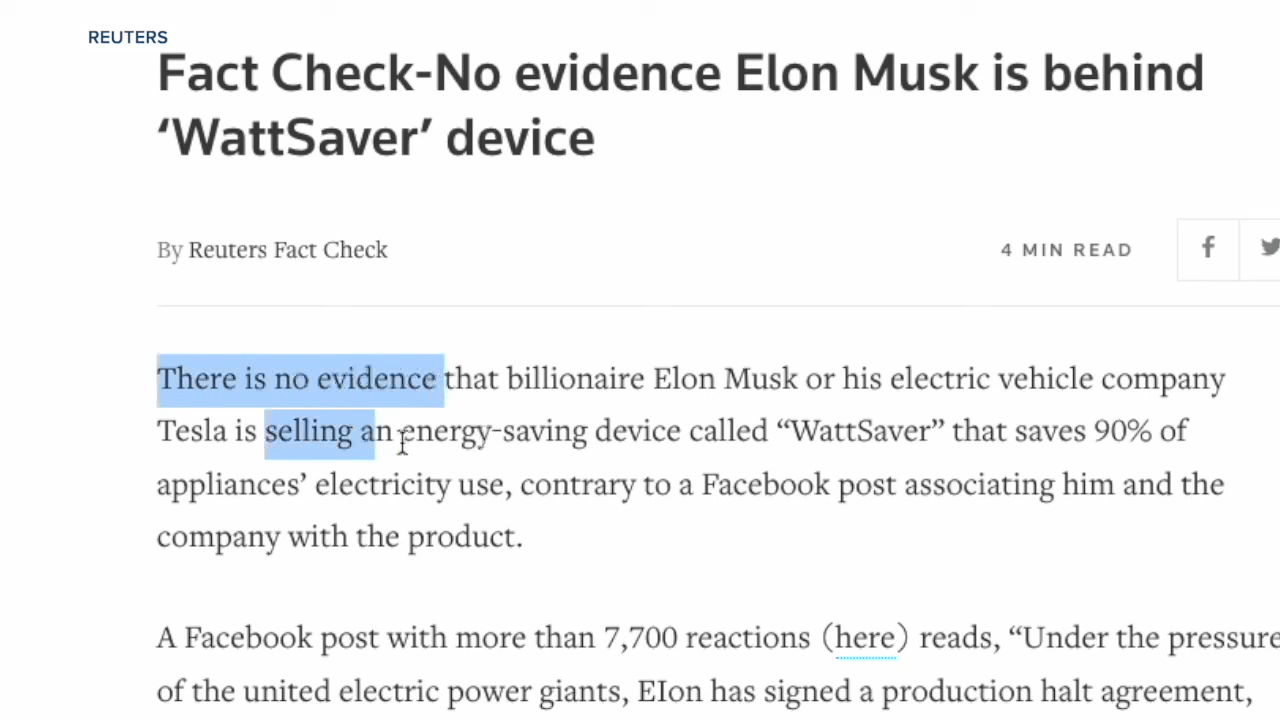 REUTERS
Fact Check-No evidence Elon Musk is behind
‘WattSaver’ device
By Reuters Fact Check
4 MIN READ
There is no evidence that billionaire Elon Musk or his electric vehicle company
Tesla is selling an energy-saving device called “WattSaver” that saves 90% of
appliances’ electricity use, contrary to a Facebook post associating him and the
company with the product.
A Facebook post with more than 7,700 reactions (here) reads, “Under the pressure
of the united electric power giants, EIon has signed a production halt agreement,